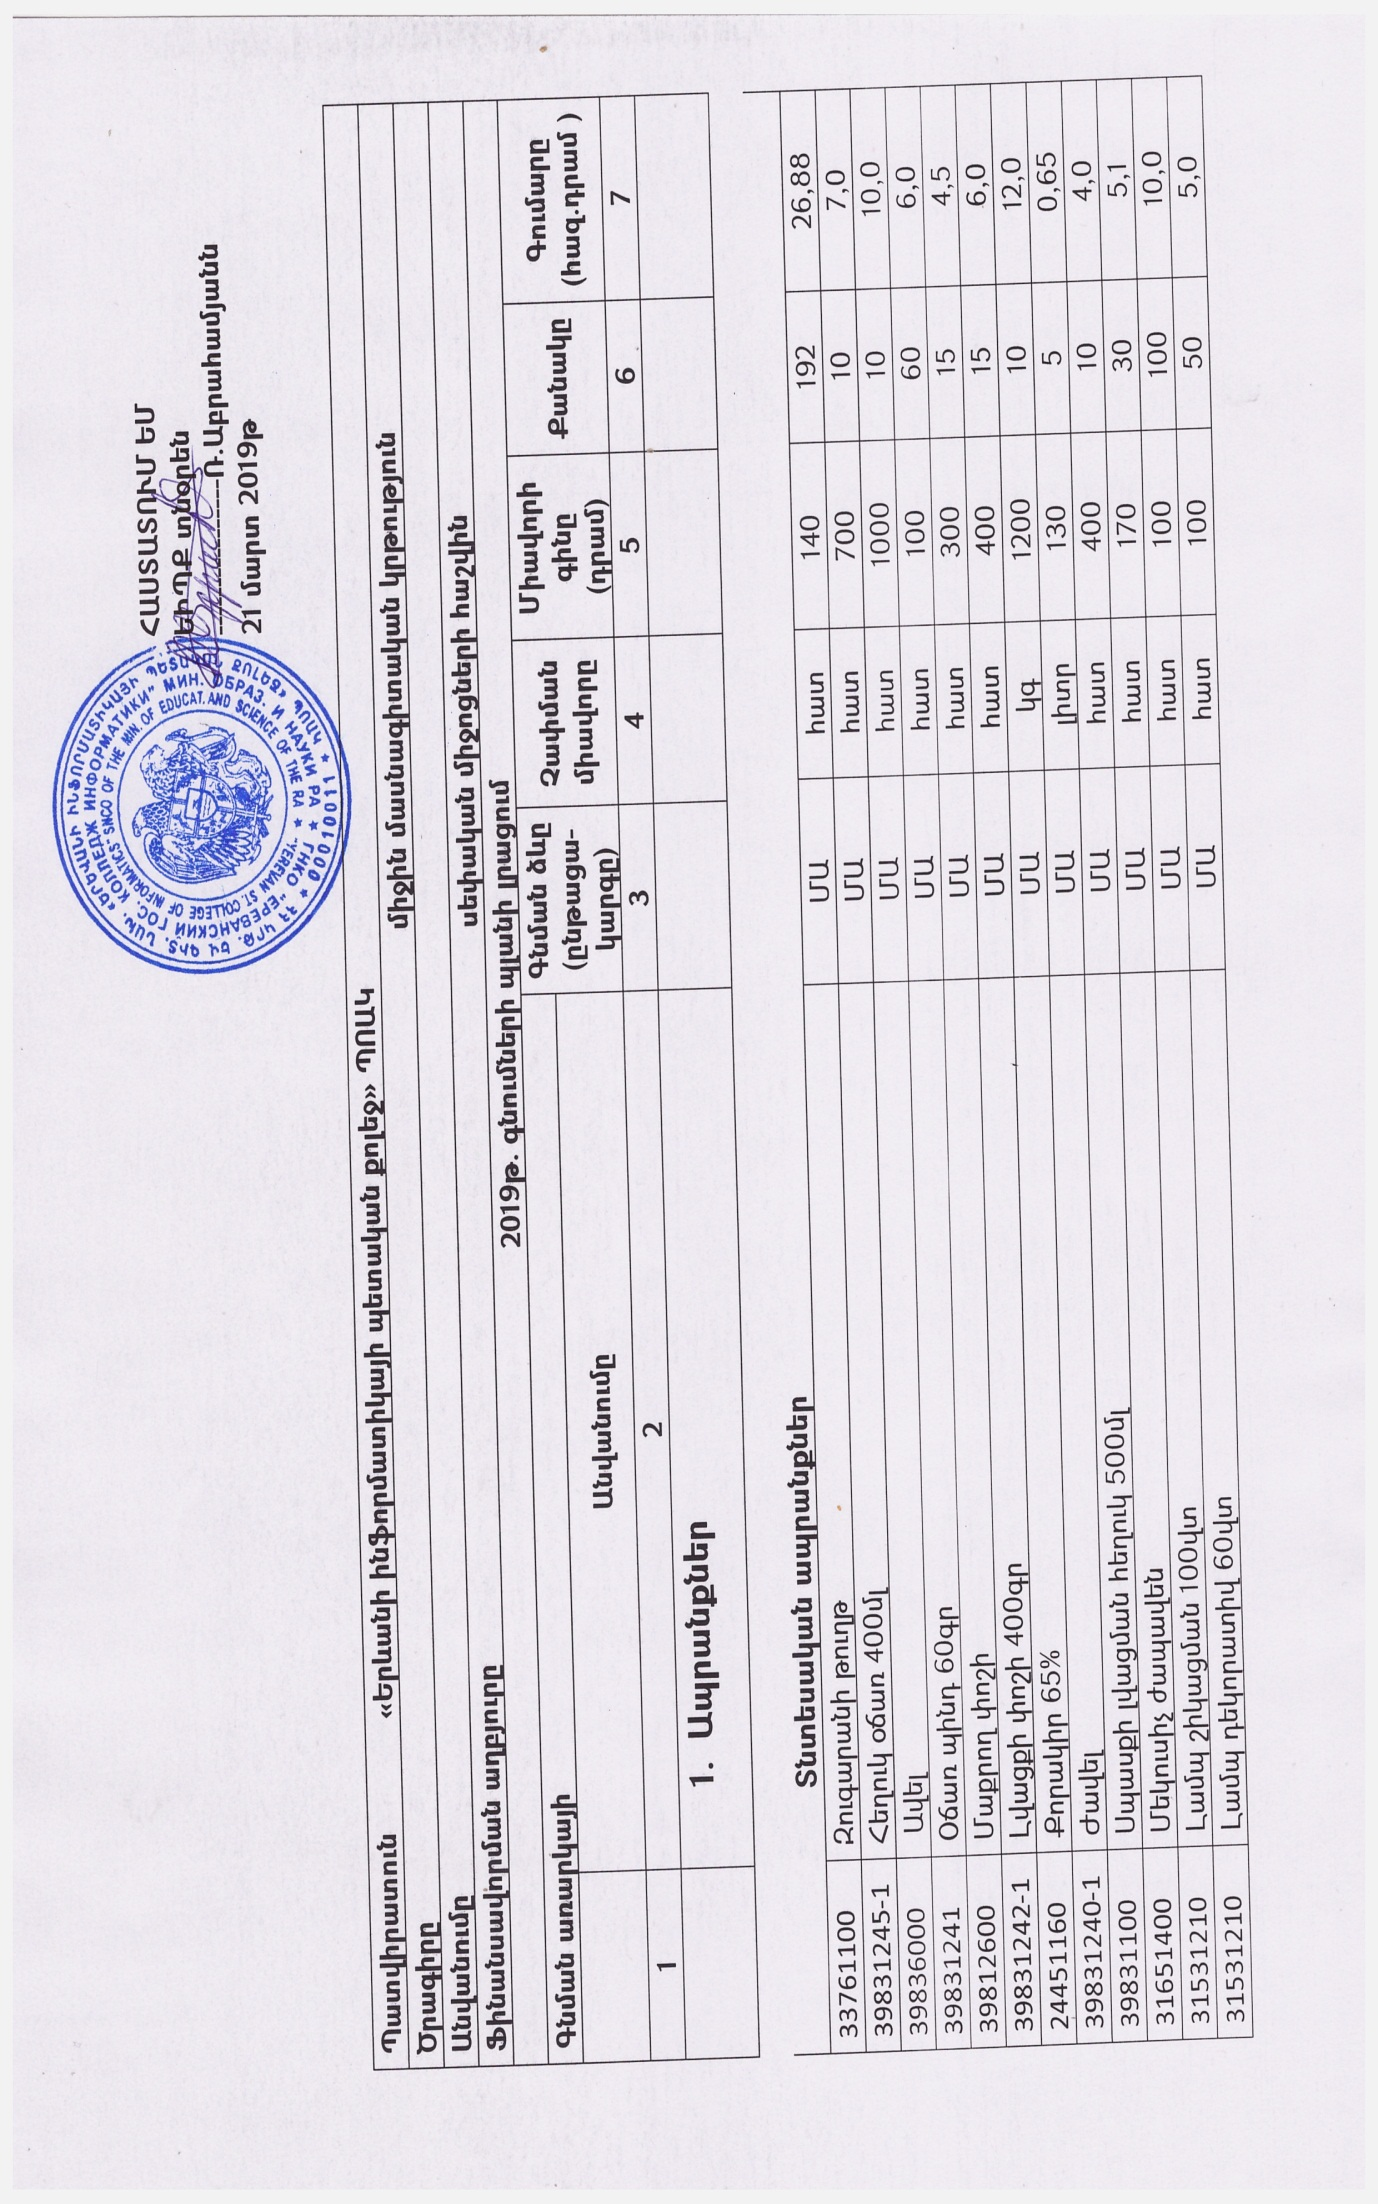 ՀԱՍՏԱՏՈՒՄ ԵՄ
ԵԻՊՔ տնօրեն
----------------Ռ.Աբրահամյանն
21 մարտ 2019թ
Պատվիրատուն «Երևանի ինֆորմատիկայի պետական քոլեջ» ՊՈԱԿ
Ծրագիրը միջին մասնագիտական կրթություն
Անվանումը
Ֆինանսավորման աղբյուրը սեփական միջոցների հաշվին
2019թ. գնումների պլանի լրացում
Գնման առարկայի Գնման ձևը (ընթացա-կարգը) Չափման միավորը Միավորի գինը (դրամ) Քանակը Գումարը (հազ.դրամ )
Անվանումը
1 2 3 4 5 6 7
1. Ապրանքներ
Տնտեսական ապրանքներ
33761100 Զուգարանի թուղթ ՄԱ հատ 140 192 26,88
39831245-1 Հեղուկ օճառ 400մլ ՄԱ հատ 700 10 7,0
39836000 Ավել ՄԱ հատ 1000 10 10,0
39831241 Օճառ պինդ 60գր ՄԱ հատ 100 60 6,0
39812600 Մաքրող փոշի ՄԱ հատ 300 15 4,5
39831242-1 Լվացքի փոշի 400գր ՄԱ հատ 400 15 6,0
24451160 Քորակիր 65% ՄԱ կգ 1200 10 12,0
39831240-1 Ժավել ՄԱ լիտր 130 5 0,65
39831100 Սպասքի լվացման հեղուկ 500մլ ՄԱ հատ 400 10 4,0
31651400 Մեկուսիչ ժապավեն ՄԱ հատ 170 30 5,1
31531210 Լամպ շիկացման 100վտ ՄԱ հատ 100 100 10,0
31531210 Լամպ դեկորատիվ 60վտ ՄԱ հատ 100 50 5,0